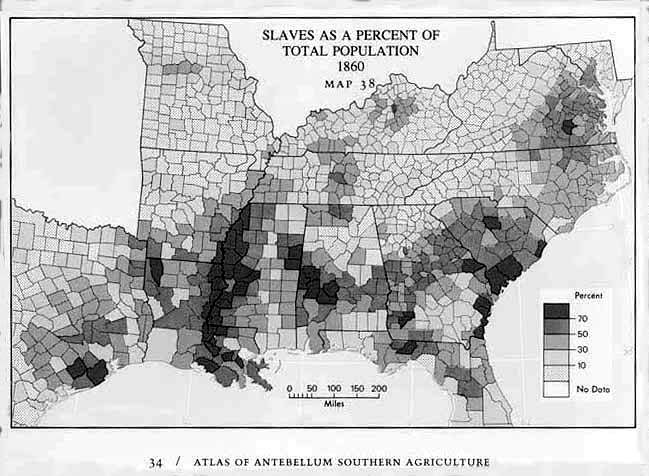 SLAVES AS A PERCENT OF
TOTAL POPULATION
1860
MAP 38
Percent
70
50
30
10
No Data
0 50 100 150 200
Miles
34 / ATLAS OF ANTEBELLUM SOUTHERN AGRICULTURE